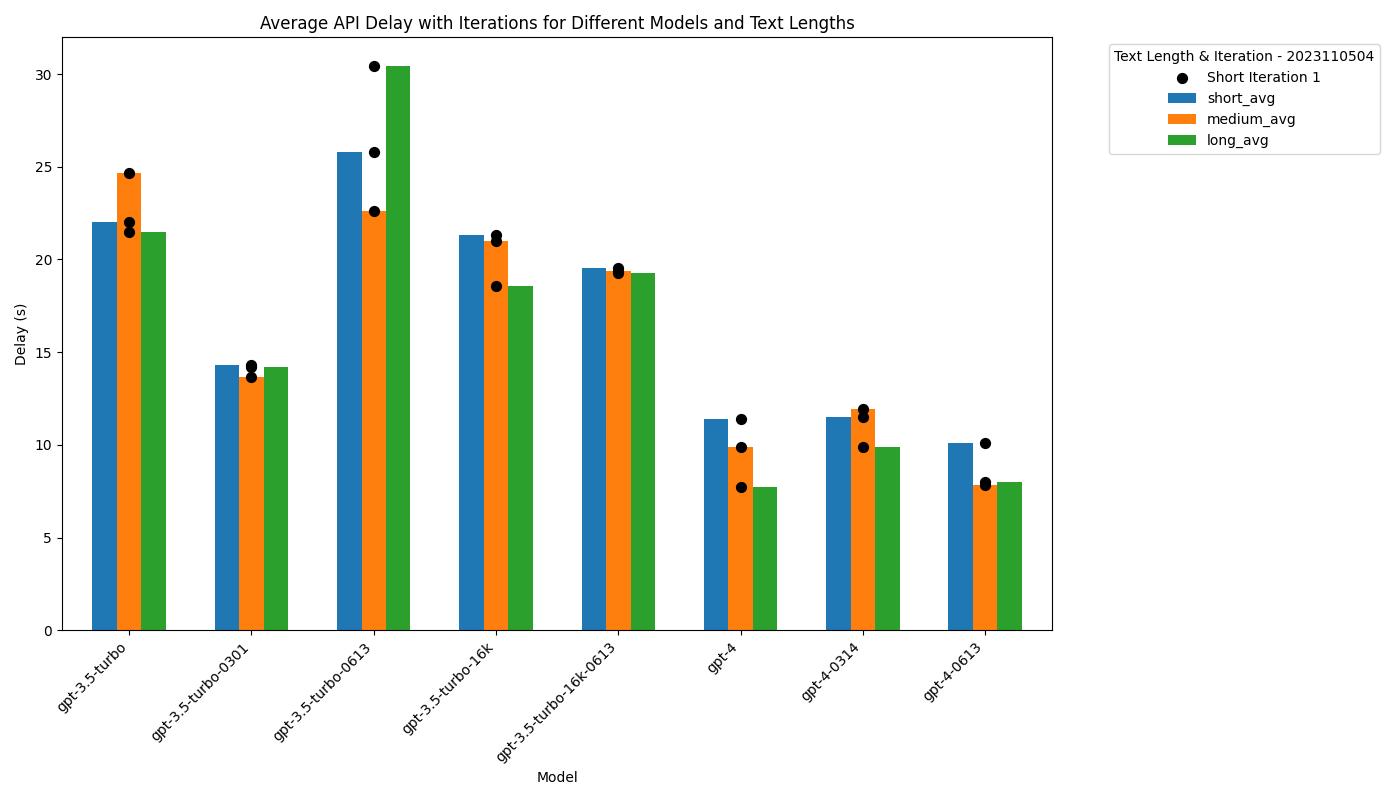 Average API Delay with Iterations for Different Models and Text Lengths
Text Length & Iteration - 2023110504
Short Iteration 1
short_avg
medium_avg
long_avg
Delay (s)
30
25
20
15
10
5
0
gpt-3.5-turbo
gpt-3.5-turbo-0301
gpt-3.5-turbo-0613
gpt-3.5-turbo-16k
gpt-3.5-turbo-16k-0613
gpt-4
gpt-4-0314
gpt-4-0613
Model